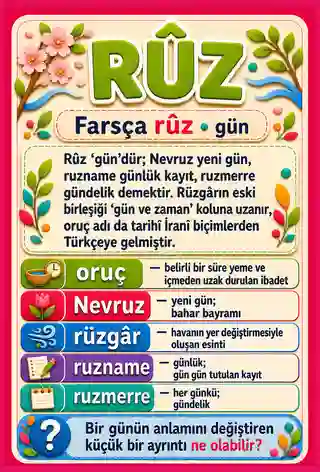 RÛZ
Farsça rûz • gün
Rûz ‘gün’dür; Nevruz yeni gün,
ruzname günlük kayıt, ruzmerre
gündelik demektir. Rüzgârın eski
birleşiği ‘gün ve zaman’ koluna uzanır,
oruç adı da tarihî İranî biçimlerden
Türkçeye gelmiştir.
oruç — belirli bir süre yeme ve
içmeden uzak durulan ibadet
Nevruz — yeni gün;
bahar bayramı
rüzgâr — havanın yer değiştirmesiyle
oluşan esinti
ruzname — günlük;
gün gün tutulan kayıt
ruzmerre — her günkü;
gündelik
? Bir günün anlamını değiştiren
küçük bir ayrıntı ne olabilir?